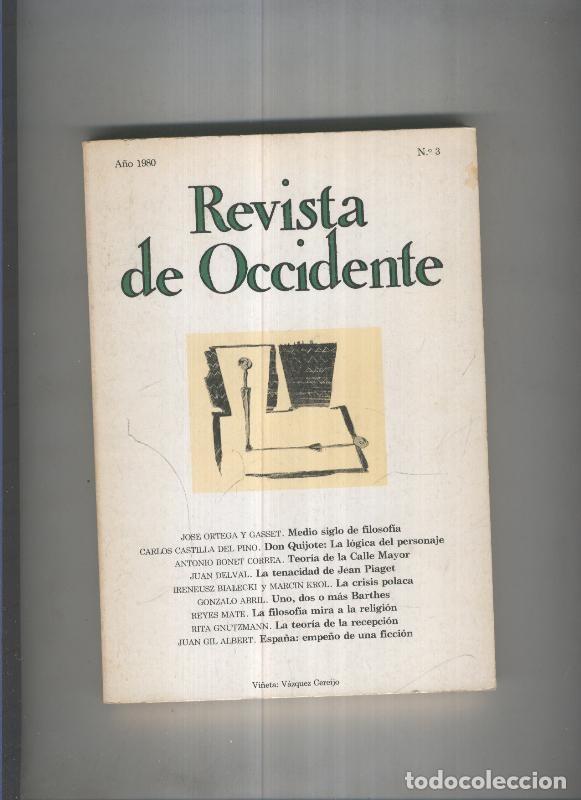 Año 1980
N.º 3
Revista
de Occidente
JOSE ORTEGA Y GASSET. Medio siglo de filosofía
CARLOS CASTILLA DEL PINO. Don Quijote: La lógica del personaje
ANTONIO BONET CORREA. Teoría de la Calle Mayor
JUAN DELVAL. La tenacidad de Jean Piaget
IRENEUSZ BIAŁECKI y MARCIN KROL. La crisis polaca
GONZALO ABRIL. Uno, dos o más Barthes
REYES MATE. La filosofía mira a la religión
RITA GNUTZMANN. La teoría de la recepción
JUAN GIL ALBERT. España: empeño de una ficción
Viñeta: Vázquez Cereijo
todocoleccion